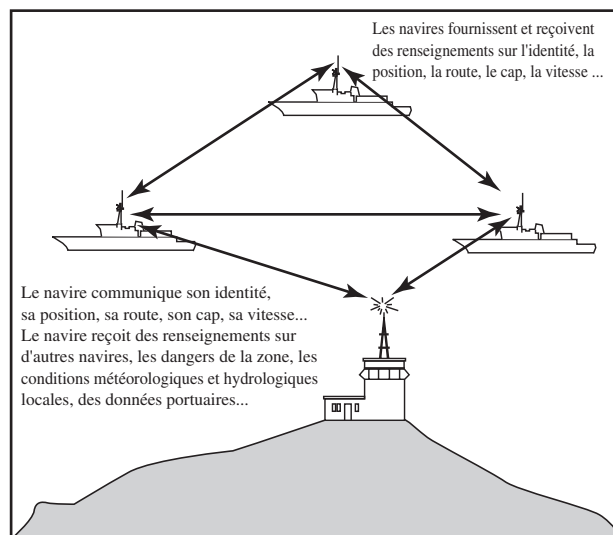 Les navires fournissent et reçoivent
des renseignements sur l'identité, la
position, la route, le cap, la vitesse ...
Le navire communique son identité,
sa position, sa route, son cap, sa vitesse...
Le navire reçoit des renseignements sur
d'autres navires, les dangers de la zone, les
conditions météorologiques et hydrologiques
locales, des données portuaires...